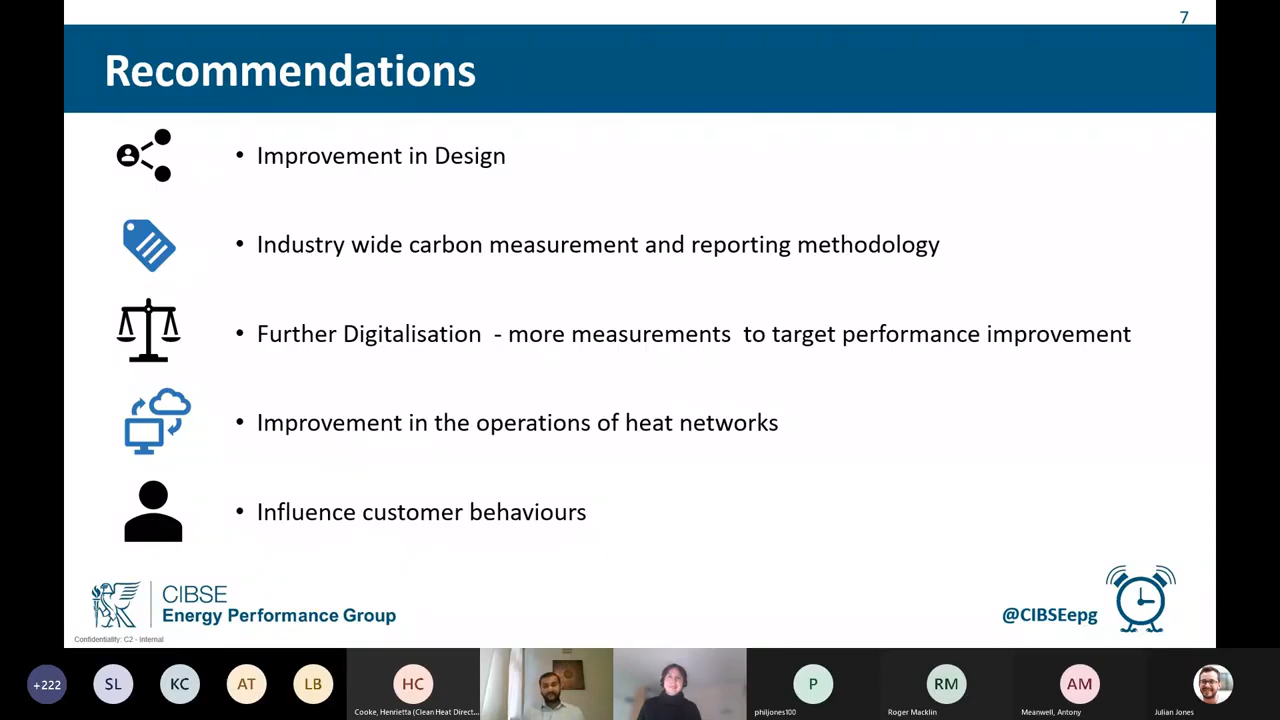 7
Recommendations
• Improvement in Design
• Industry wide carbon measurement and reporting methodology
• Further Digitalisation - more measurements to target performance improvement
• Improvement in the operations of heat networks
• Influence customer behaviours
CIBSE
Energy Performance Group
@CIBSEepg
Confidentiality: C2 - Internal
+222
SL
KC
AT
LB
HC
Cooke, Henrietta (Clean Heat Direct...
P
philjones100
RM
Roger Macklin
AM
Meanwell, Antony
Julian Jones